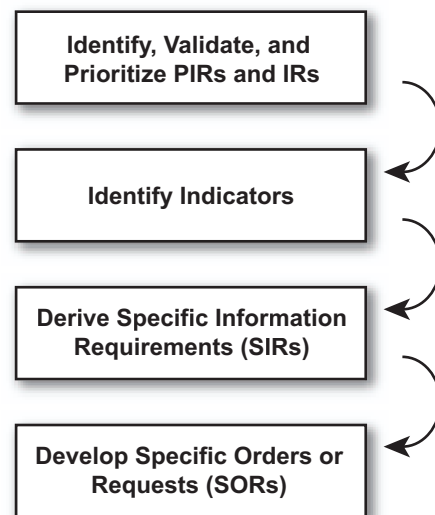 Identify, Validate, and
Prioritize PIRs and IRs
Identify Indicators
Derive Specific Information
Requirements (SIRs)
Develop Specific Orders or
Requests (SORs)